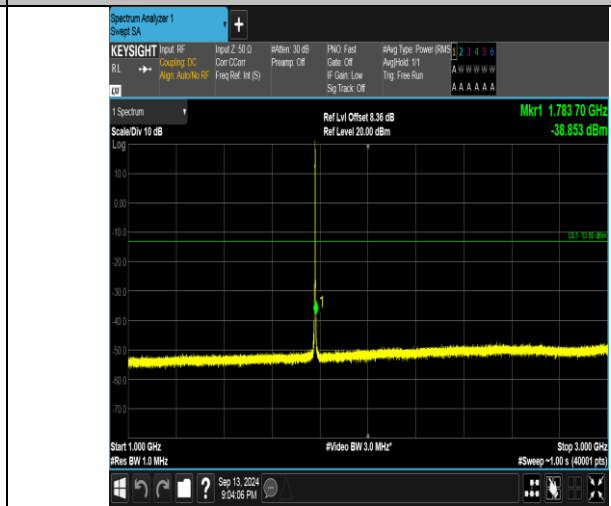 Spectrum Analyzer 1
Swept SA
+
KEYSIGHT Input: RF Input Z: 50 Ω #Atten: 30 dB PNO: Fast #Avg Type: Power (RMS 1 2 3 4 5 6
RL Coupling: DC Corr CCorr Preamp: Off Gate: Off Avg|Hold: 1/1 A W W W W W
Align: Auto/No RF Freq Ref: Int (S) IF Gain: Low Trig: Free Run
Sig Track: Off A A A A A A
1 Spectrum Ref Lvl Offset 8.36 dB Mkr1 1.783 70 GHz
Scale/Div 10 dB Ref Level 20.00 dBm -38.853 dBm
Log
10.0
0.00
-10.0
DL1 -13.00 dBm
-20.0
-30.0
1
-40.0
-50.0
-60.0
-70.0
Start 1.000 GHz #Video BW 3.0 MHz* Stop 3.000 GHz
#Res BW 1.0 MHz #Sweep ~1.00 s (40001 pts)
? Sep 13, 2024
9:04:06 PM